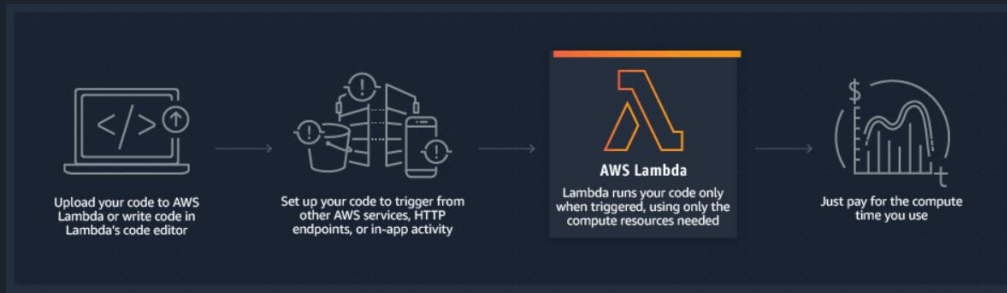 </>
Upload your code to AWS
Lambda or write code in
Lambda's code editor
Set up your code to trigger from
other AWS services, HTTP
endpoints, or in-app activity
AWS Lambda
Lambda runs your code only
when triggered, using only the
compute resources needed
$
t
Just pay for the compute
time you use